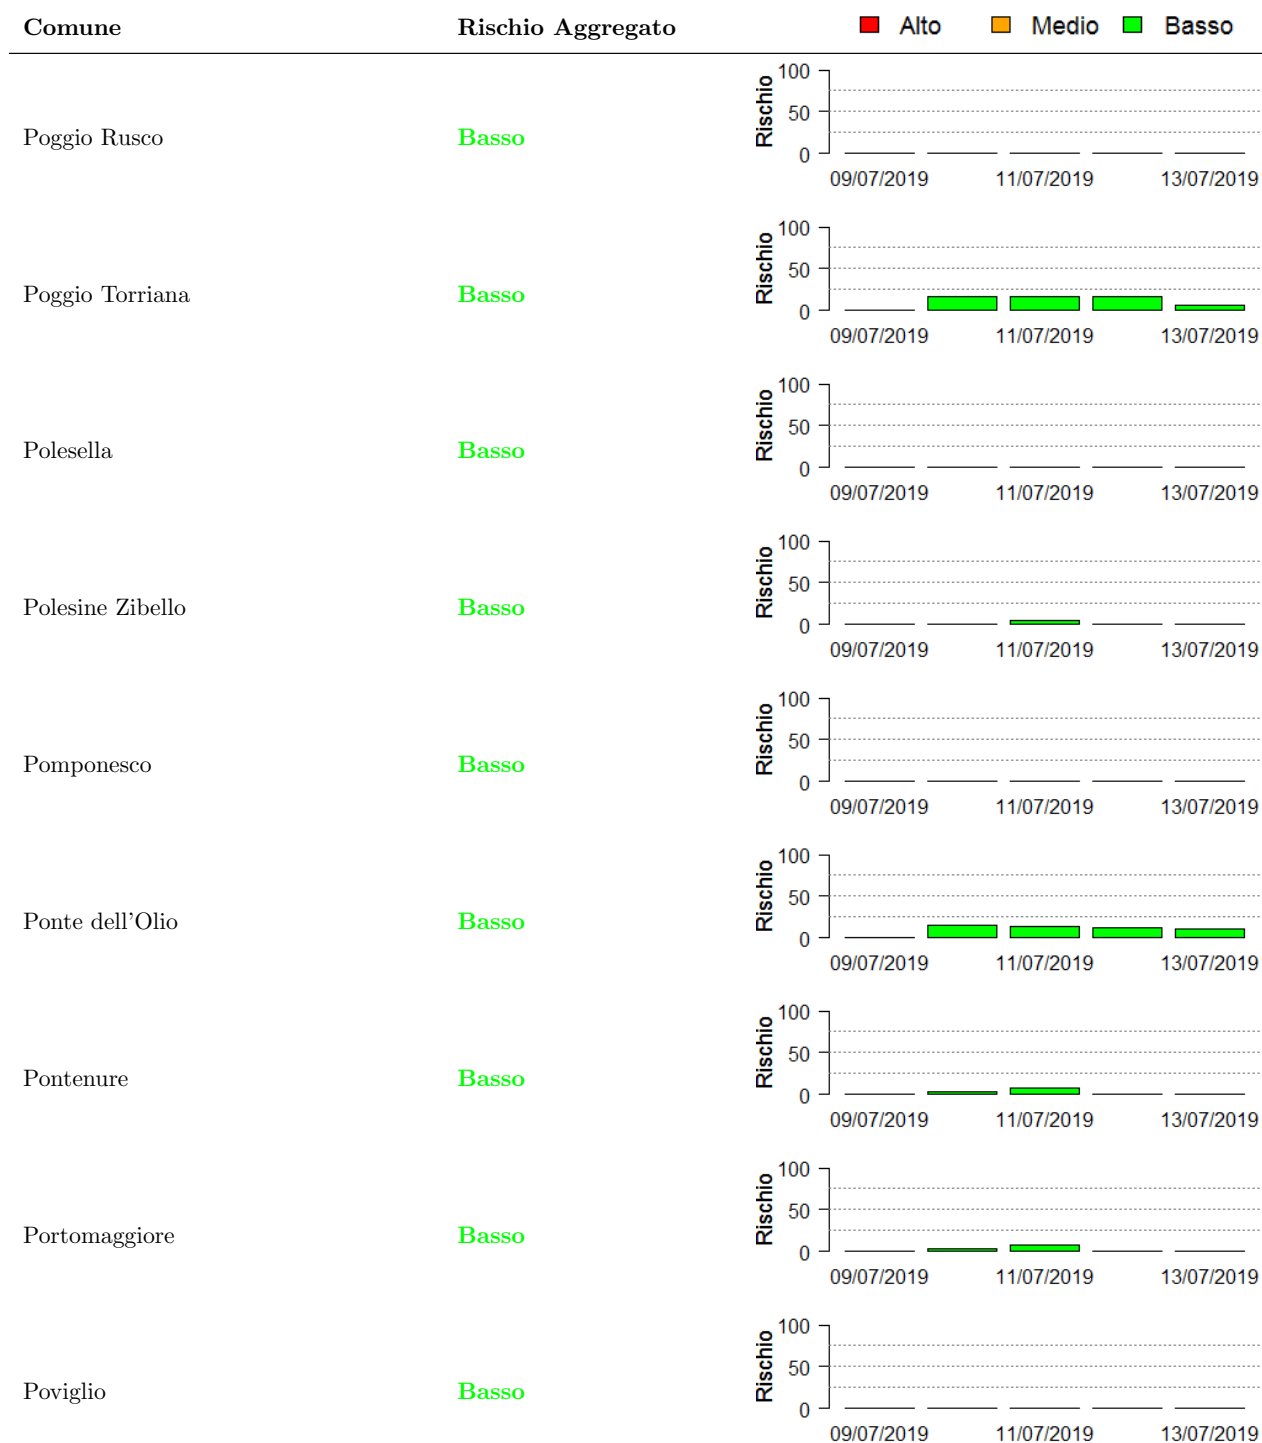 Comune Rischio Aggregato Alto Medio Basso
100
50
0
Rischio
Poggio Rusco Basso
09/07/2019 11/07/2019 13/07/2019
100
50
0
Rischio
Poggio Torriana Basso
09/07/2019 11/07/2019 13/07/2019
100
50
0
Rischio
Polesella Basso
09/07/2019 11/07/2019 13/07/2019
100
50
0
Rischio
Polesine Zibello Basso
09/07/2019 11/07/2019 13/07/2019
100
50
0
Rischio
Pomponesco Basso
09/07/2019 11/07/2019 13/07/2019
100
50
0
Rischio
Ponte dell'Olio Basso
09/07/2019 11/07/2019 13/07/2019
100
50
0
Rischio
Pontenure Basso
09/07/2019 11/07/2019 13/07/2019
100
50
0
Rischio
Portomaggiore Basso
09/07/2019 11/07/2019 13/07/2019
100
50
0
Rischio
Poviglio Basso
09/07/2019 11/07/2019 13/07/2019